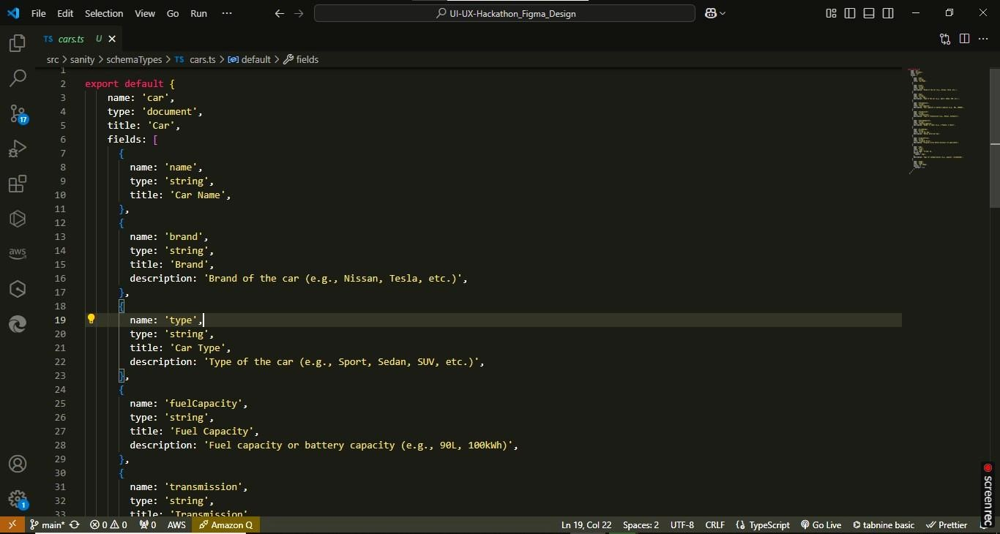 File Edit Selection View Go Run ··· UI-UX-Hackathon_Figma_Design
TS cars.ts U
src > sanity > schemaTypes > TS cars.ts > default > fields
1
2 export default {
3 name: 'car',
4 type: 'document',
5 title: 'Car',
6 fields: [
7 {
8 name: 'name',
9 type: 'string',
10 title: 'Car Name',
11 },
12 {
13 name: 'brand',
14 type: 'string',
15 title: 'Brand',
16 description: 'Brand of the car (e.g., Nissan, Tesla, etc.)',
17 },
18 {
19 name: 'type',
20 type: 'string',
21 title: 'Car Type',
22 description: 'Type of the car (e.g., Sport, Sedan, SUV, etc.)',
23 },
24 {
25 name: 'fuelCapacity',
26 type: 'string',
27 title: 'Fuel Capacity',
28 description: 'Fuel capacity or battery capacity (e.g., 90L, 100kWh)',
29 },
30 {
31 name: 'transmission',
32 type: 'string',
33 title: 'Transmission'
17
aws
1
screenrec
main* 0 0 0 AWS Amazon Q Ln 19, Col 22 Spaces: 2 UTF-8 CRLF TypeScript Go Live tabnine basic Prettier